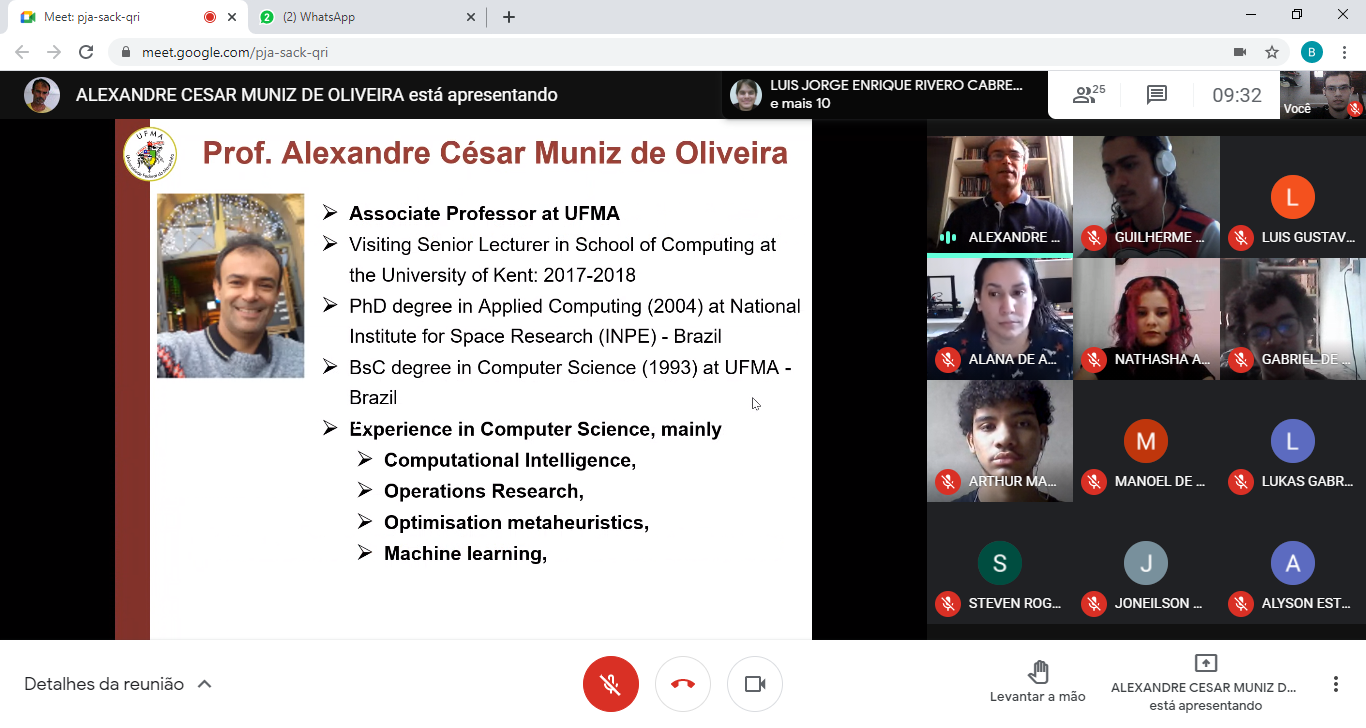 Meet: pja-sack-qri
(2) WhatsApp
meet.google.com/pja-sack-qri
B
ALEXANDRE CESAR MUNIZ DE OLIVEIRA está apresentando
LUIS JORGE ENRIQUE RIVERO CABRE...
e mais 10
25
09:32
Você
UFMA
Prof. Alexandre César Muniz de Oliveira
Associate Professor at UFMA
Visiting Senior Lecturer in School of Computing at
the University of Kent: 2017-2018
PhD degree in Applied Computing (2004) at National
Institute for Space Research (INPE) - Brazil
BsC degree in Computer Science (1993) at UFMA -
Brazil
Experience in Computer Science, mainly
Computational Intelligence,
Operations Research,
Optimisation metaheuristics,
Machine learning,
ALEXANDRE ...
GUILHERME ...
L
LUIS GUSTAV...
ALANA DE A...
NATHASHA A...
GABRIEL DE ...
ARTHUR MA...
M
MANOEL DE ...
L
LUKAS GABR...
S
STEVEN ROG...
J
JONEILSON ...
A
ALYSON EST...
Detalhes da reunião
Levantar a mão
ALEXANDRE CESAR MUNIZ D...
está apresentando